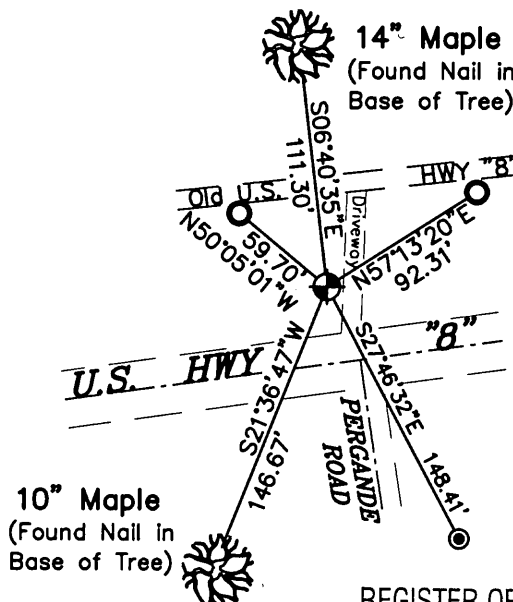 14" Maple
(Found Nail in
Base of Tree)
S06°40'35"E
111.30'
Old U.S. HWY "8"
Driveway
N50°05'01"W
59.70'
N57°13'20"E
92.31'
U.S. HWY "8"
S21°36'47"W
146.67'
S27°46'32"E
148.41'
PERGANDE
ROAD
10" Maple
(Found Nail in
Base of Tree)
REGISTER OF